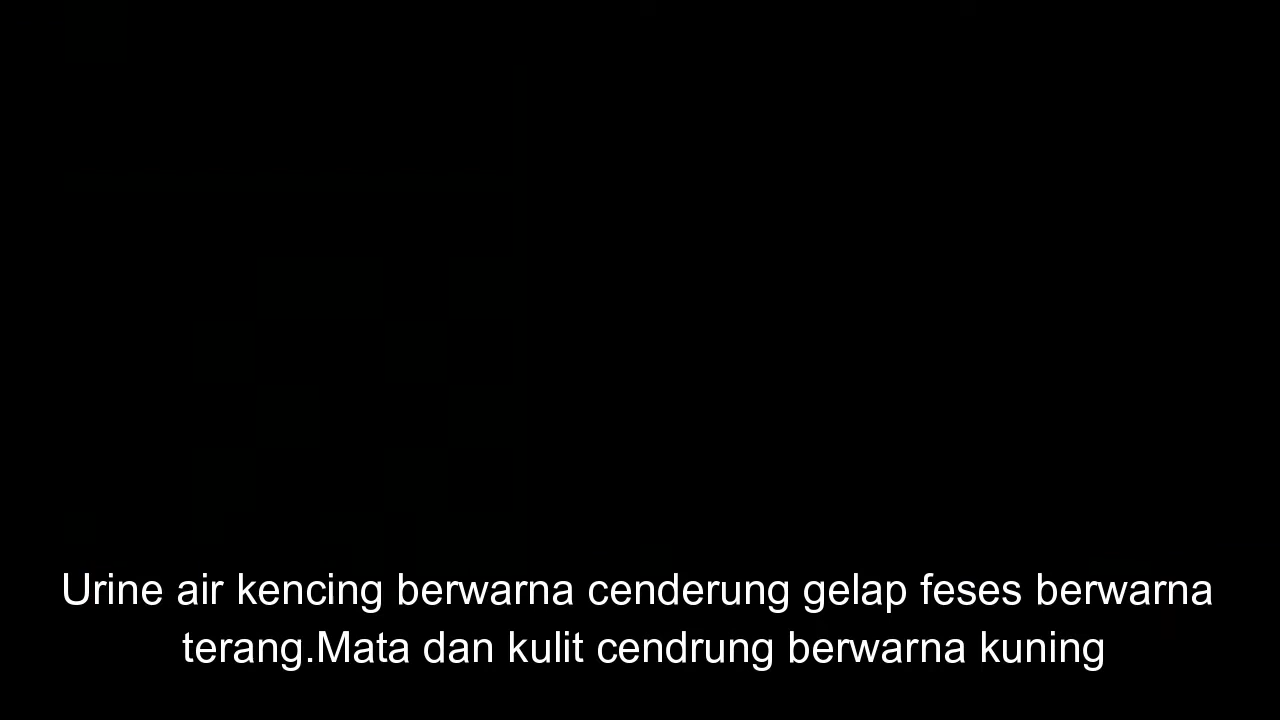 Urine air kencing berwarna cenderung gelap feses berwarna
terang.Mata dan kulit cendrung berwarna kuning